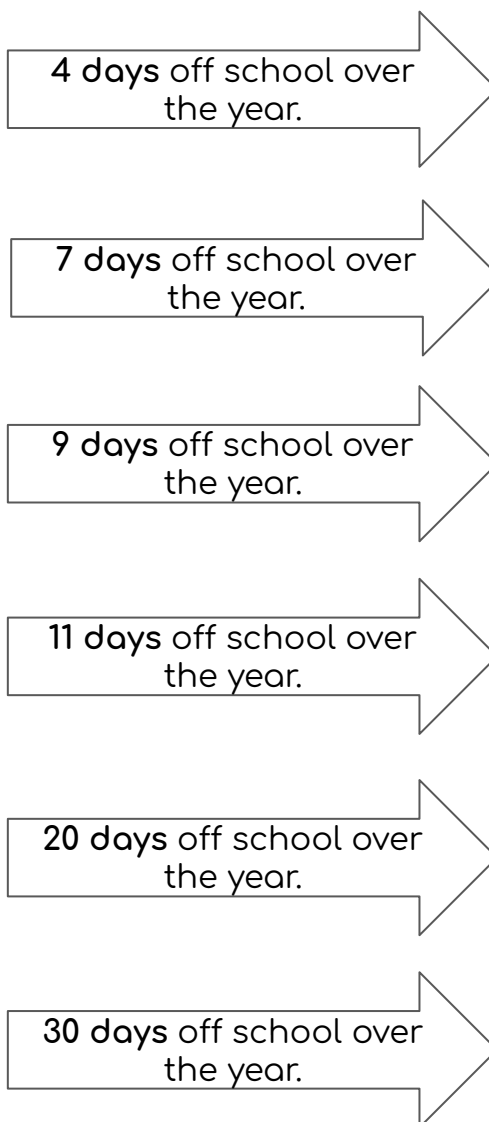 4 days off school over
the year.
7 days off school over
the year.
9 days off school over
the year.
11 days off school over
the year.
20 days off school over
the year.
30 days off school over
the year.